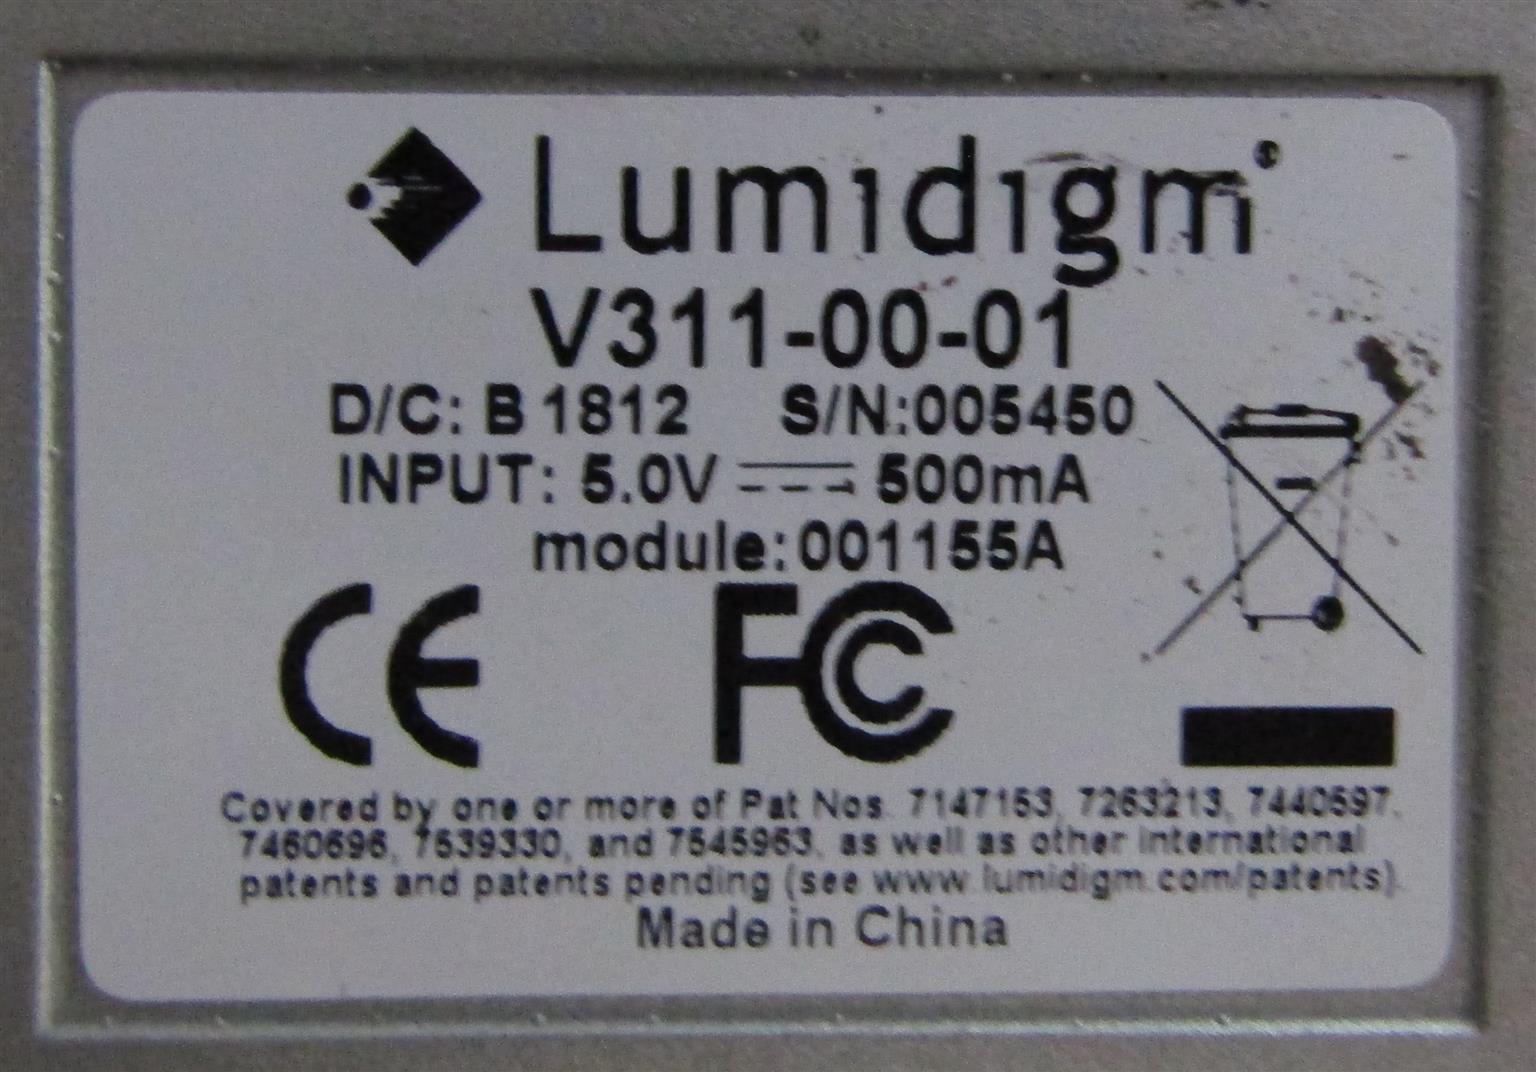 Lumidigm®
V311-00-01
D/C: B 1812 S/N:005450
INPUT: 5.0V ⎓ 500mA
module:001155A
CE FCC
Covered by one or more of Pat Nos. 7147153, 7263213, 7440597,
7460696, 7539330, and 7545963, as well as other international
patents and patents pending (see www.lumidigm.com/patents).
Made in China